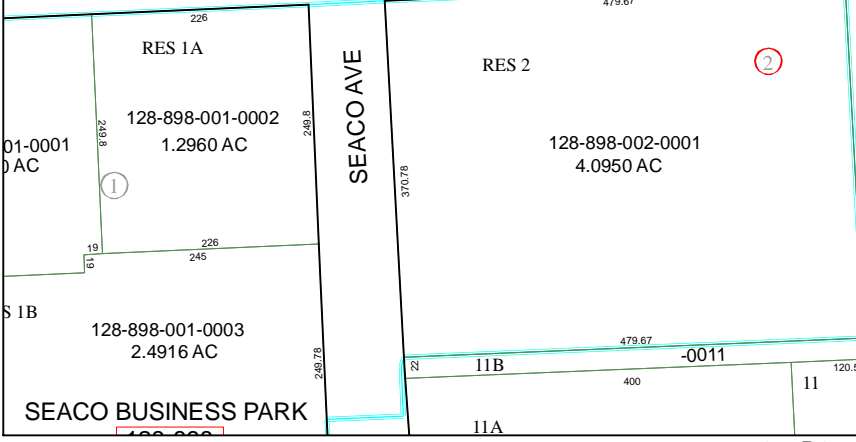 226
479.67
RES 1A
RES 2
2
SEACO AVE
128-898-001-0002
1.2960 AC
249.8
249.8
01-0001
0 AC
1
128-898-002-0001
4.0950 AC
370.78
19
19
226
245
S 1B
128-898-001-0003
2.4916 AC
249.78
479.67
22
11B
-0011
120.5
400
11
SEACO BUSINESS PARK
11A